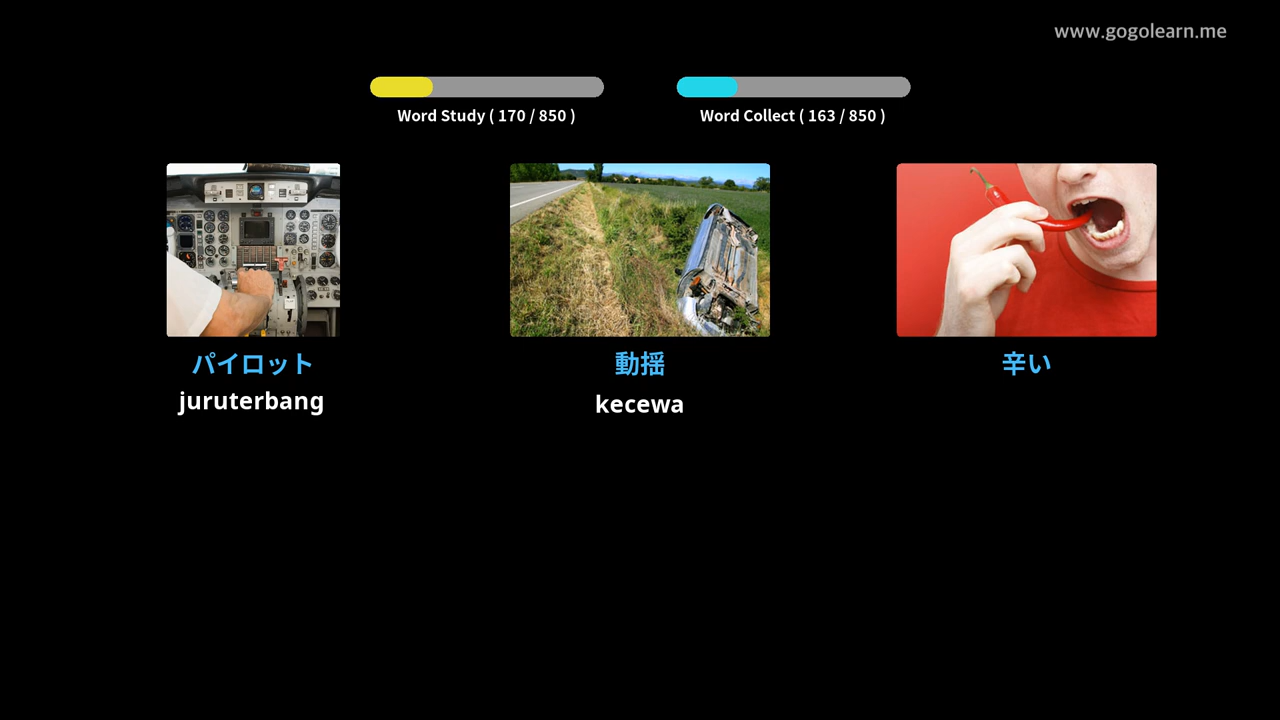 www.gogolearn.me
Word Study ( 170 / 850 )
Word Collect ( 163 / 850 )
パイロット
動揺
辛い
juruterbang
kecewa